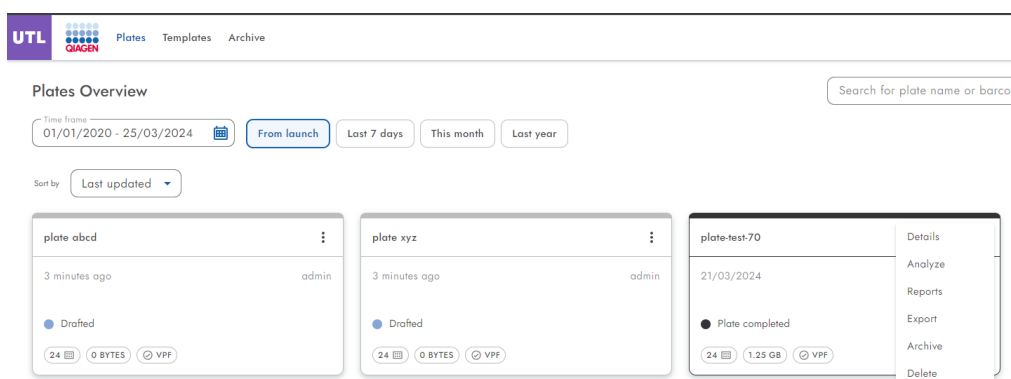 UTL QIAGEN Plates Templates Archive
Plates Overview
Search for plate name or barco
Time frame
01/01/2020 - 25/03/2024
From launch Last 7 days This month Last year
Sort by Last updated
plate abcd
3 minutes ago admin
Drafted
24 0 BYTES VPF
plate xyz
3 minutes ago admin
Drafted
24 0 BYTES VPF
plate-test-70
21/03/2024
Plate completed
24 1.25 GB VPF
Details
Analyze
Reports
Export
Archive
Delete